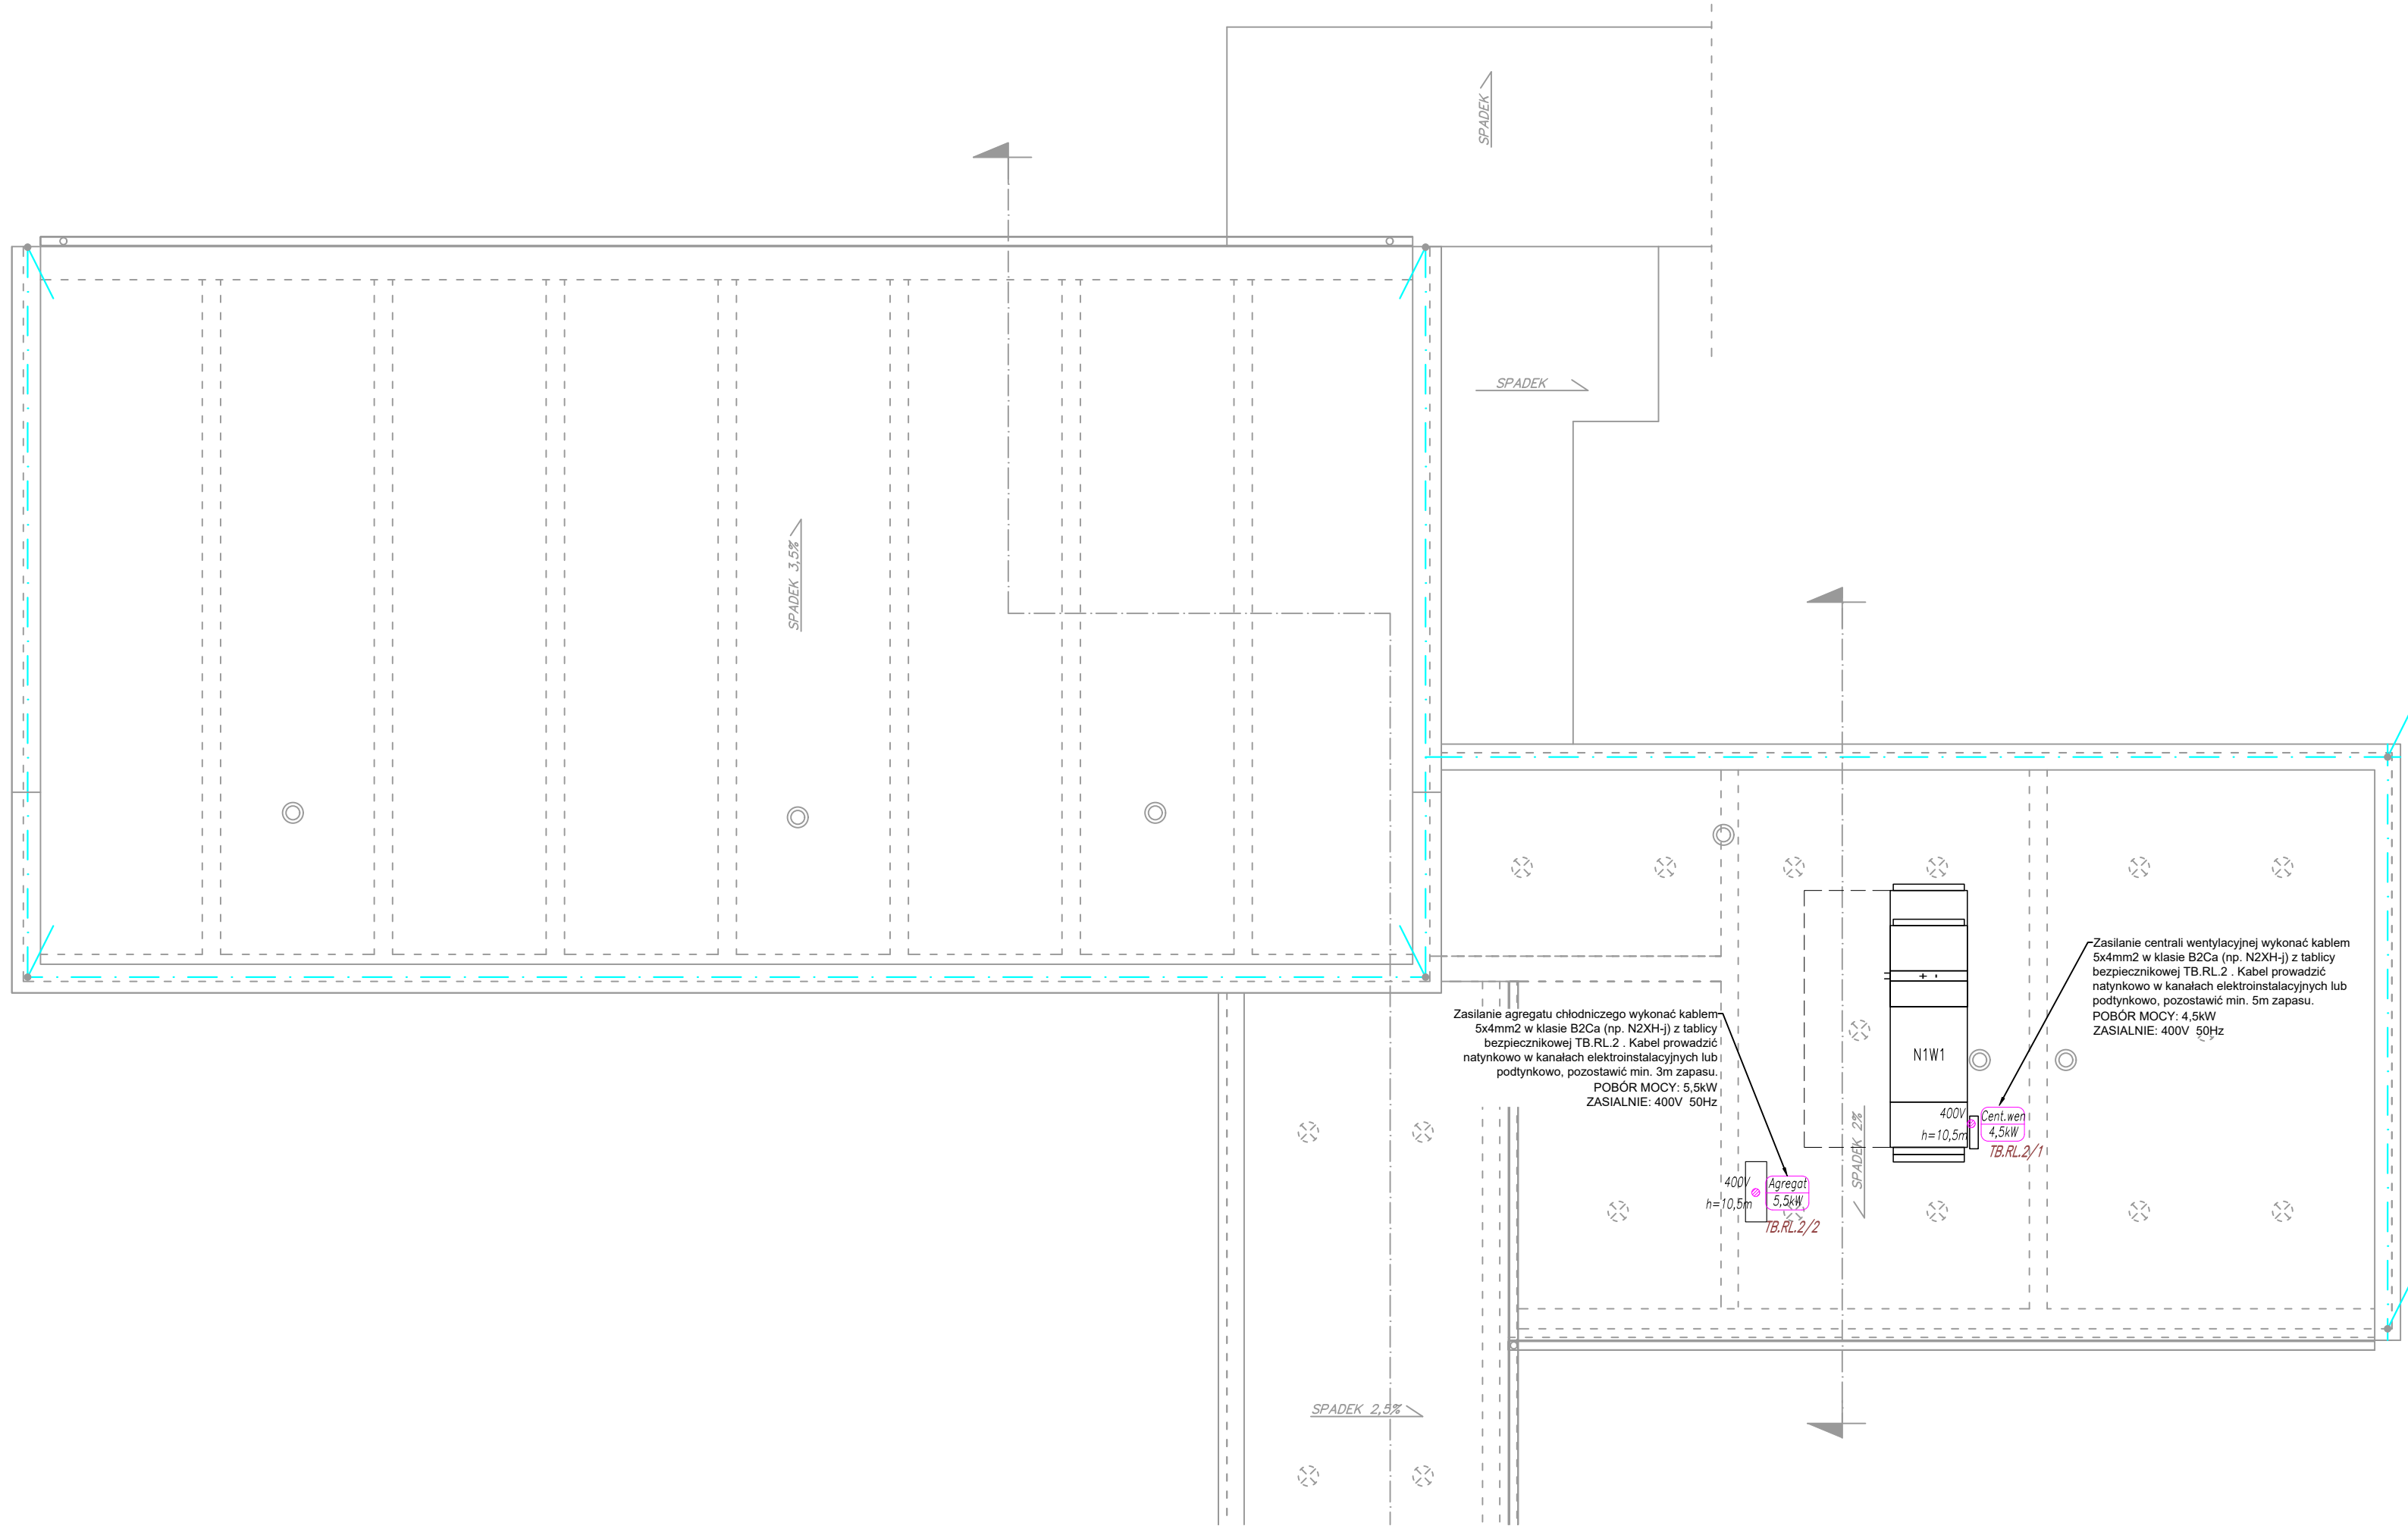 SPADEK
SPADEK
SPADEK 3,5%
Zasilanie centrali wentylacyjnej wykonać kablem
5x4mm2 w klasie B2Ca (np. N2XH-j) z tablicy
bezpiecznikowej TB.RL.2 . Kabel prowadzić
natynkowo w kanałach elektroinstalacyjnych lub
podtynkowo, pozostawić min. 5m zapasu.
POBÓR MOCY: 4,5kW
ZASIALNIE: 400V 50Hz
Zasilanie agregatu chłodniczego wykonać kablem
5x4mm2 w klasie B2Ca (np. N2XH-j) z tablicy
bezpiecznikowej TB.RL.2 . Kabel prowadzić
natynkowo w kanałach elektroinstalacyjnych lub
podtynkowo, pozostawić min. 3m zapasu.
POBÓR MOCY: 5,5kW
ZASIALNIE: 400V 50Hz
N1W1
400V
h=10,5m
Cent.wen
4,5kW
TB.RL.2/1
SPADEK 2%
400V
h=10,5m
Agregat
5,5kW
TB.RL.2/2
SPADEK 2,5%